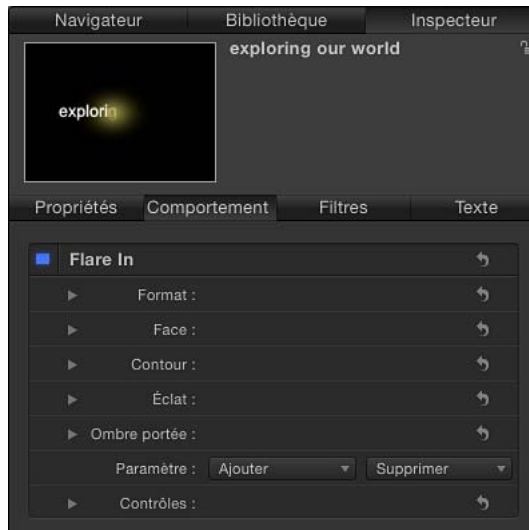 Navigateur Bibliothèque Inspecteur
exploring our world
explorin
Propriétés Comportement Filtres Texte
Flare In
Format :
Face :
Contour :
Éclat :
Ombre portée :
Paramètre : Ajouter Supprimer
Contrôles :